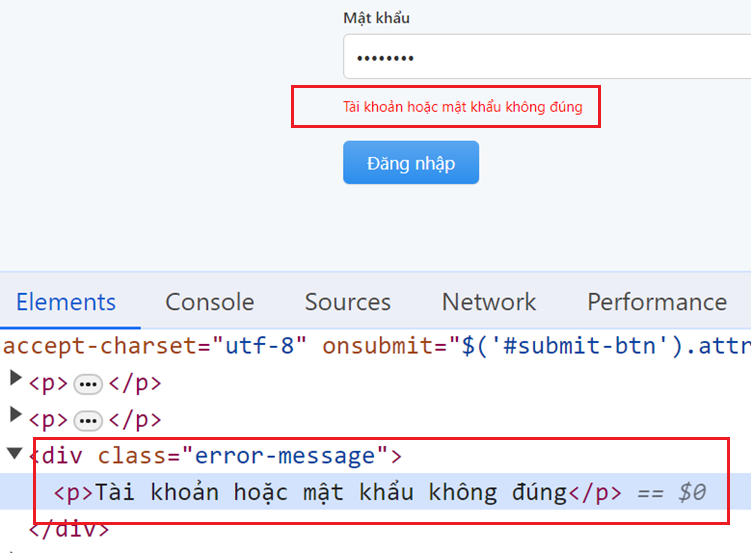 Mật khẩu
••••••••
Tài khoản hoặc mật khẩu không đúng
Đăng nhập
Elements Console Sources Network Performance
accept-charset="utf-8" onsubmit="$('#submit-btn').attr
▶<p>•••</p>
▶<p>•••</p>
▼<div class="error-message">
<p>Tài khoản hoặc mật khẩu không đúng</p> == $0
</div>